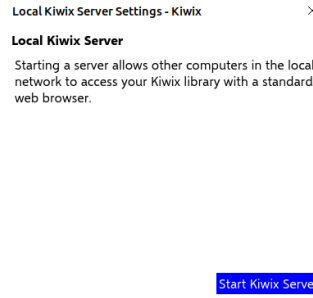 Local Kiwix Server Settings - Kiwix
Local Kiwix Server
Starting a server allows other computers in the local
network to access your Kiwix library with a standard
web browser.
Start Kiwix Serve